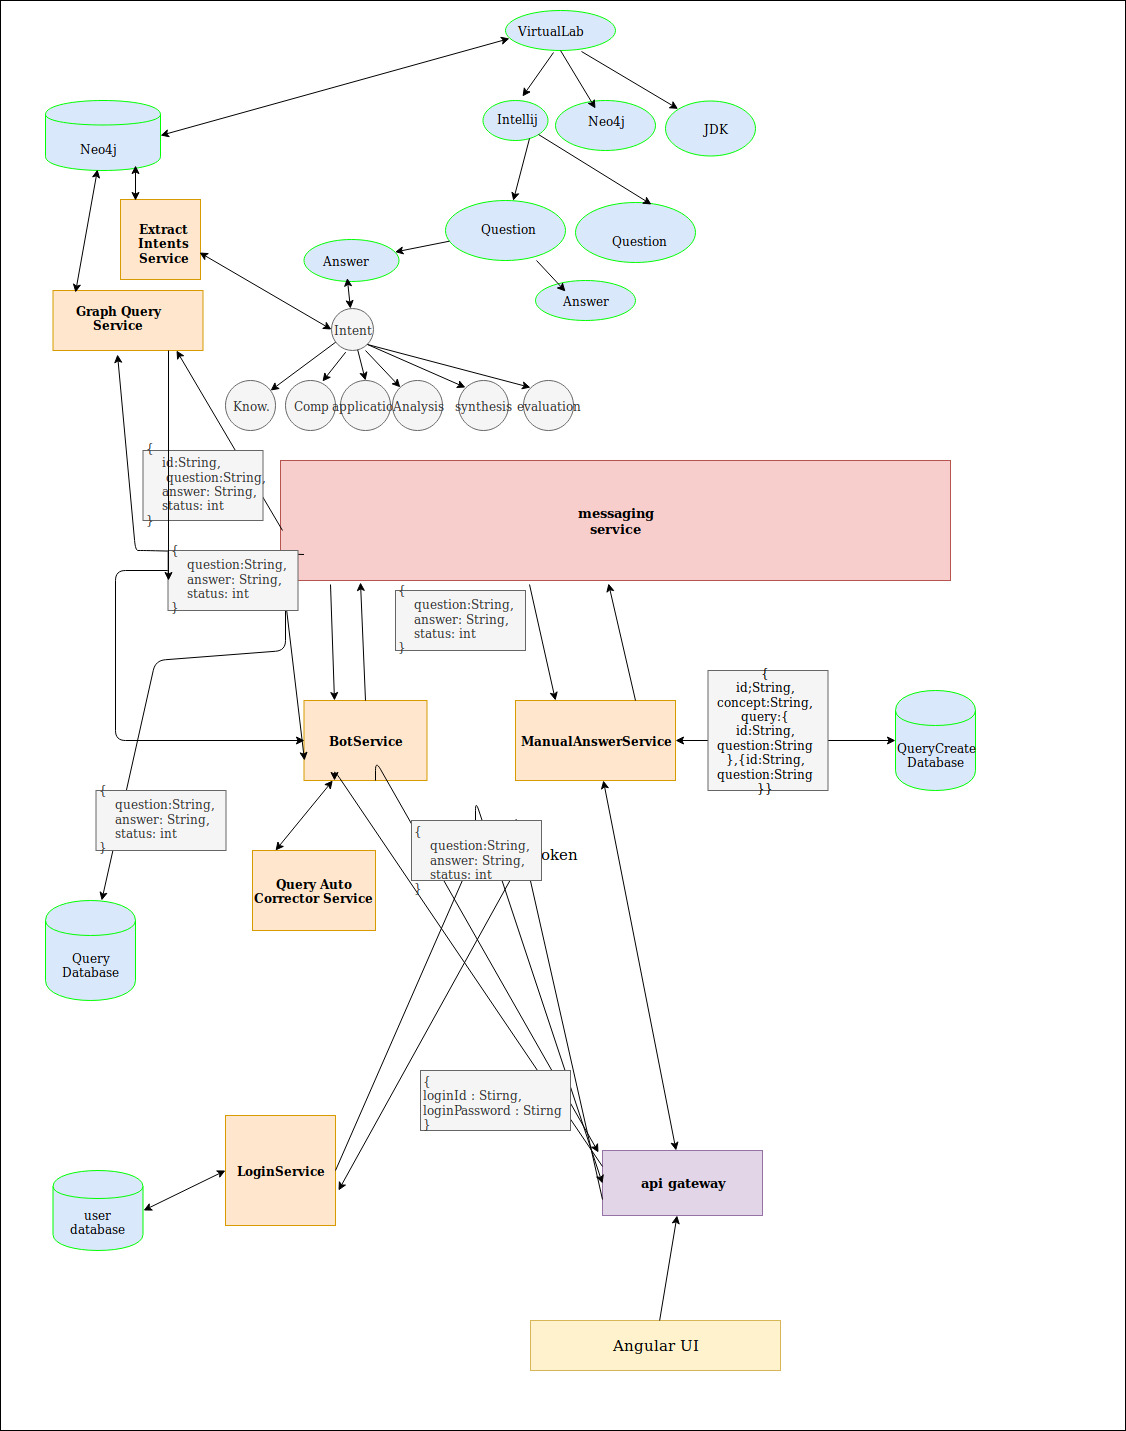 VirtualLab
Neo4j
Intellij
Neo4j
JDK
Extract
Intents
Service
Question
Question
Answer
Answer
Graph Query
Service
Intent
Know.
Comp
applicatio
Analysis
synthesis
evaluation
{
id:String,
question:String,
answer: String,
status: int
}
messaging
service
{
question:String,
answer: String,
status: int
}
{
question:String,
answer: String,
status: int
}
BotService
ManualAnswerService
{
id;String,
concept:String,
query:{
id:String,
question:String
},{id:String,
question:String
}}
QueryCreate
Database
{
question:String,
answer: String,
status: int
}
{
question:String,
answer: String,
status: int
}
oken
Query Auto
Corrector Service
Query
Database
{
loginId : Stirng,
loginPassword : Stirng
}
LoginService
user
database
api gateway
Angular UI